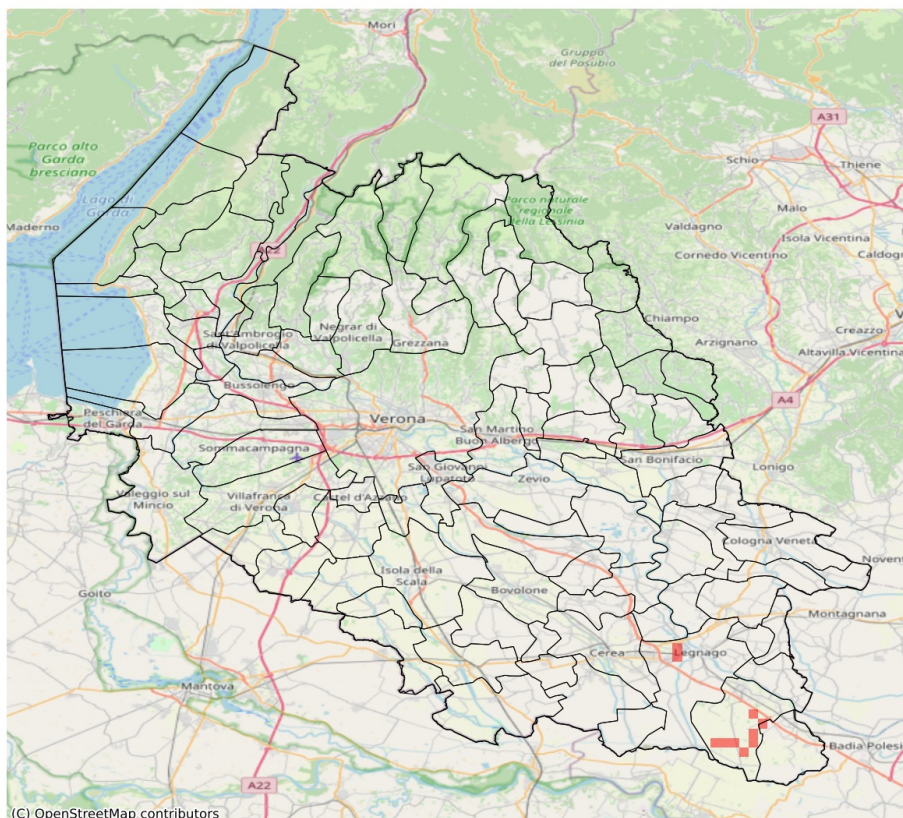 Mori
Gruppo
del Pasubio
A31
Parco alto
Garda
bresciano
Schio
Thiene
Lago di
Garda
Parco naturale
regionale
della Lessinia
Malo
Maderno
Valdagno
Isola Vicentina
Cornedo Vicentino
Caldogn
Sant'Ambrogio
di Valpolicella
Negrar di
Valpolicella
Grezzana
Chiampo
Arzignano
Creazzo
Altavilla Vicentina
Bussolengo
A4
Peschiera
del Garda
Verona
San Martino
Buon Albergo
Sommacampagna
San Giovanni
Lupatoto
Zevio
San Bonifacio
Lonigo
Valeggio sul
Mincio
Villafranca
di Verona
Castel d'Azzano
Cologna Veneta
Isola della
Scala
Bovolone
Goito
Montagnana
Cerea
Legnago
Mantova
Badia Polesi
A22
(C) OpenStreetMap contributors